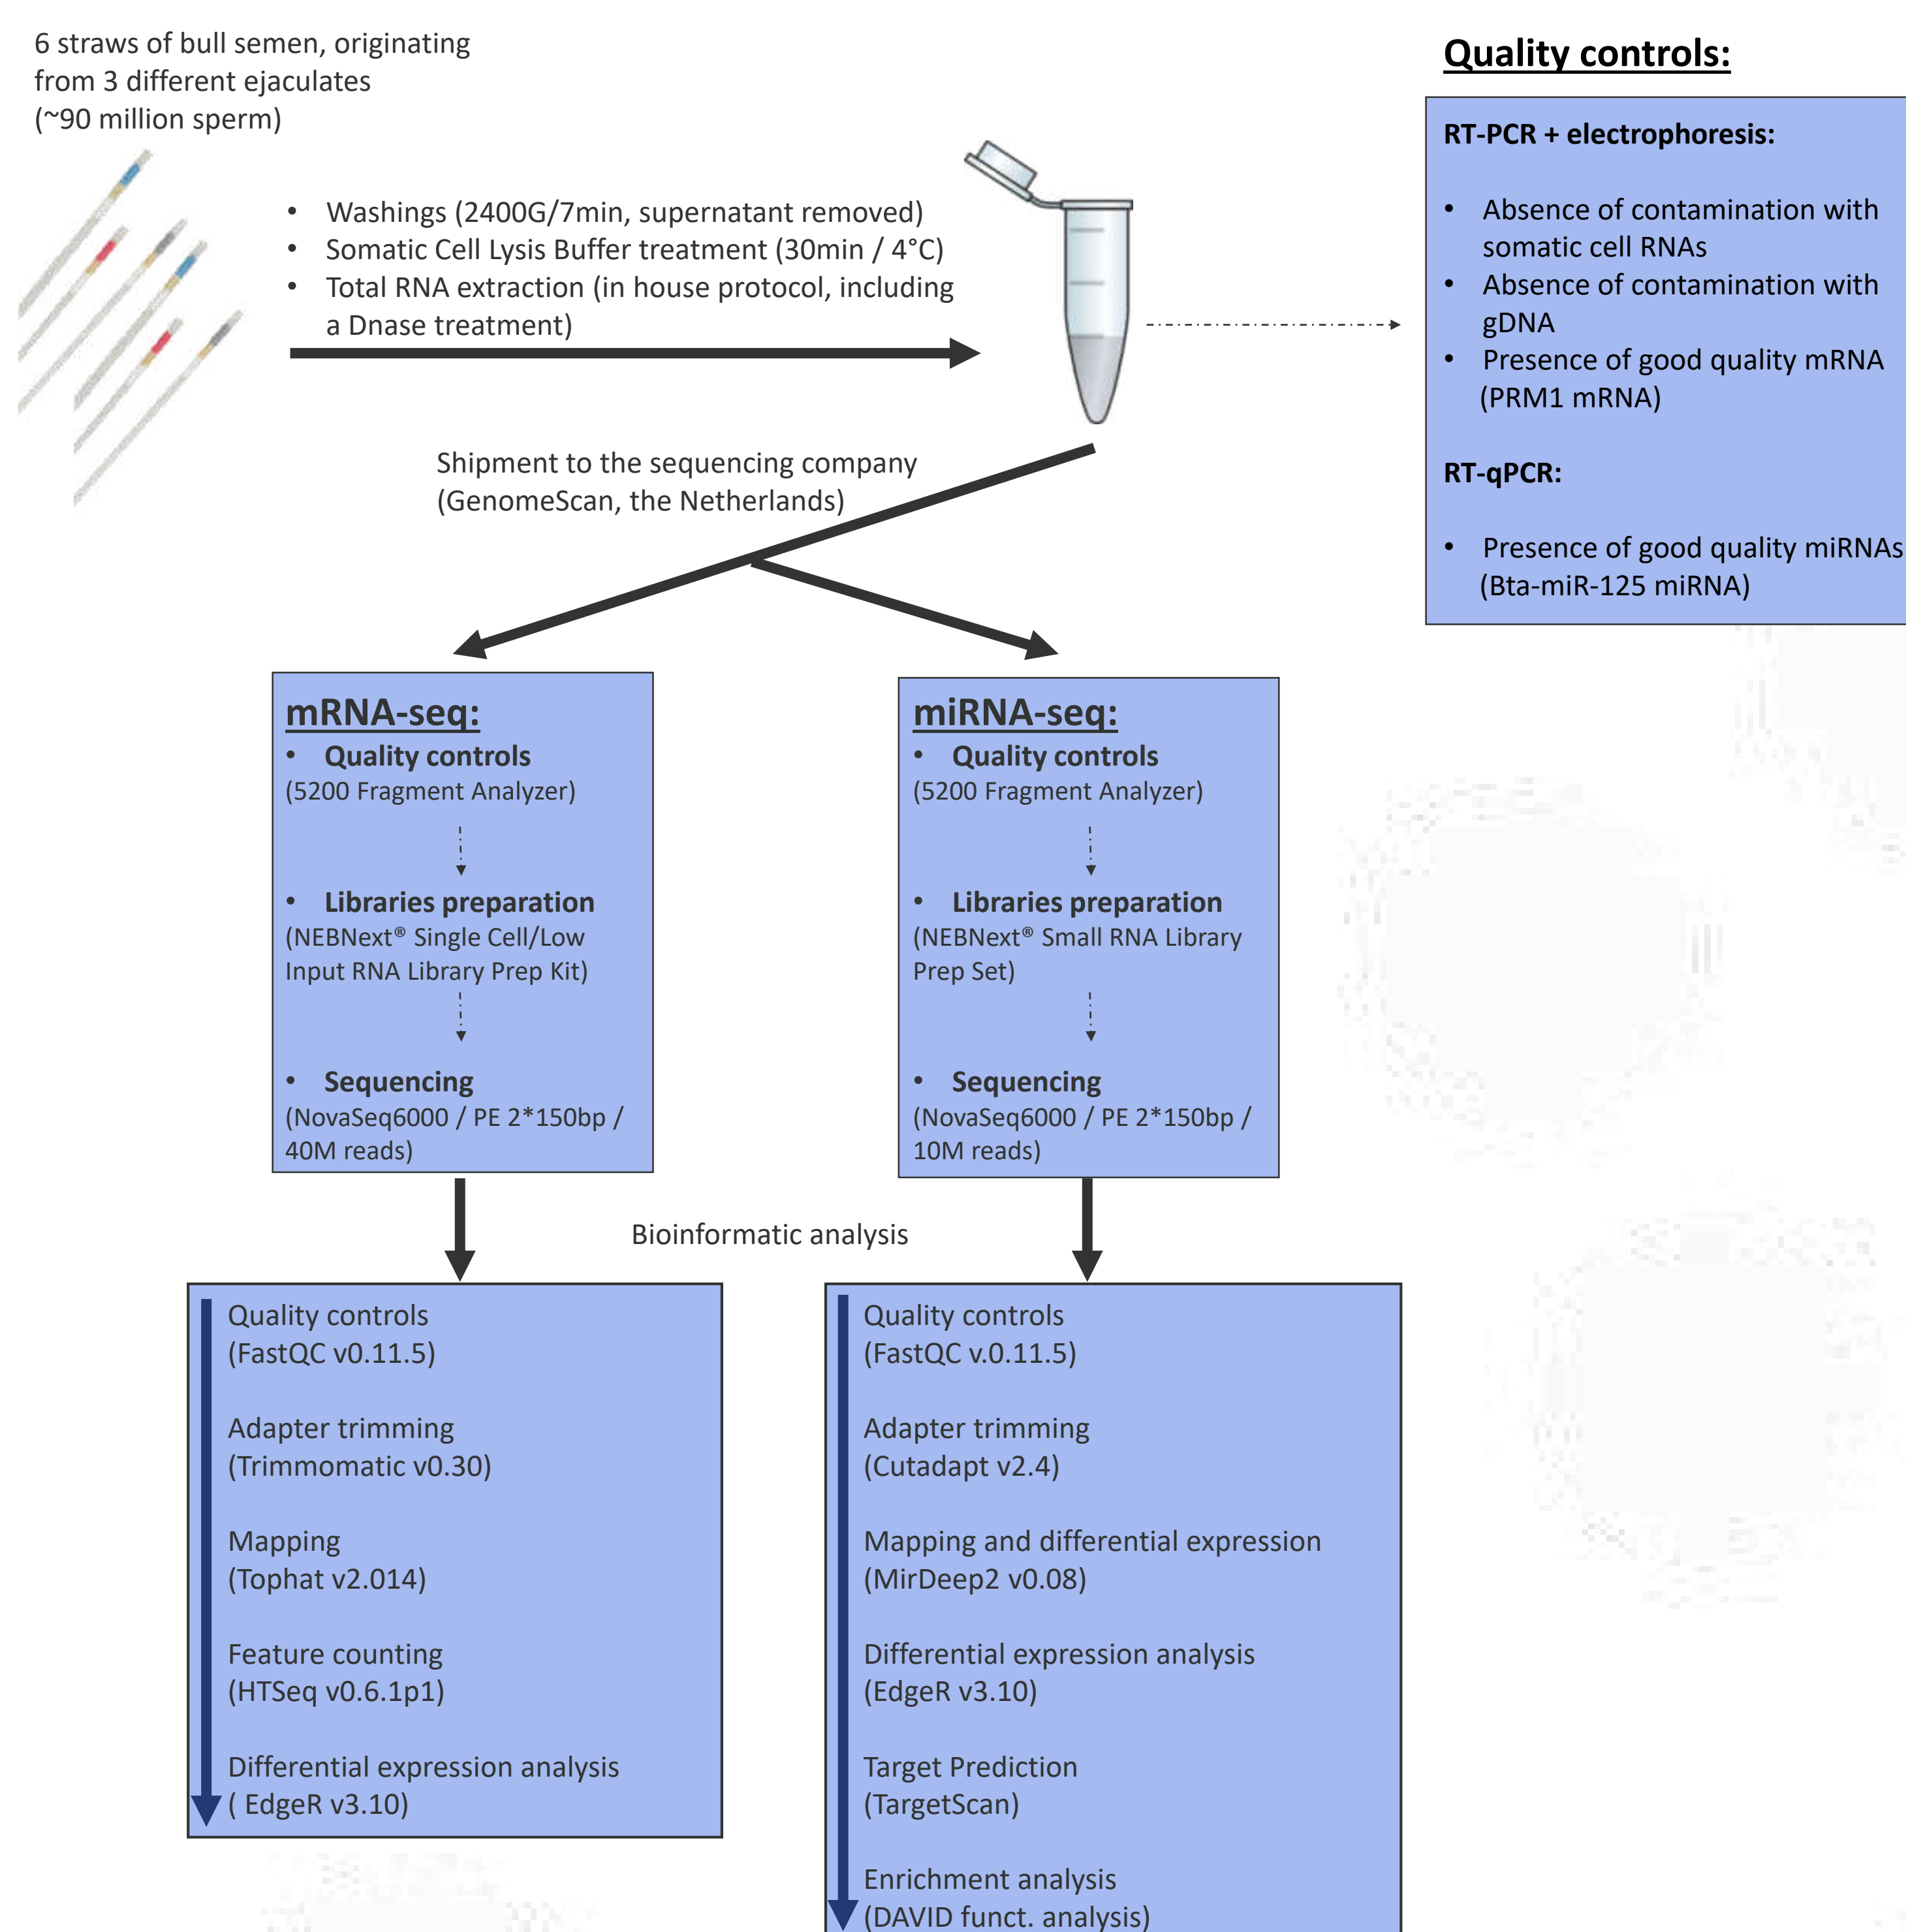 6 straws of bull semen, originating
from 3 different ejaculates
(~90 million sperm)
• Washings (2400G/7min, supernatant removed)
• Somatic Cell Lysis Buffer treatment (30min / 4°C)
• Total RNA extraction (in house protocol, including
a Dnase treatment)
Quality controls:
RT-PCR + electrophoresis:
• Absence of contamination with
somatic cell RNAs
• Absence of contamination with
gDNA
• Presence of good quality mRNA
(PRM1 mRNA)
RT-qPCR:
• Presence of good quality miRNAs
(Bta-miR-125 miRNA)
Shipment to the sequencing company
(GenomeScan, the Netherlands)
mRNA-seq:
• Quality controls
(5200 Fragment Analyzer)
• Libraries preparation
(NEBNext® Single Cell/Low
Input RNA Library Prep Kit)
• Sequencing
(NovaSeq6000 / PE 2*150bp /
40M reads)
miRNA-seq:
• Quality controls
(5200 Fragment Analyzer)
• Libraries preparation
(NEBNext® Small RNA Library
Prep Set)
• Sequencing
(NovaSeq6000 / PE 2*150bp /
10M reads)
Bioinformatic analysis
Quality controls
(FastQC v0.11.5)
Adapter trimming
(Trimmomatic v0.30)
Mapping
(Tophat v2.014)
Feature counting
(HTSeq v0.6.1p1)
Differential expression analysis
( EdgeR v3.10)
Quality controls
(FastQC v.0.11.5)
Adapter trimming
(Cutadapt v2.4)
Mapping and differential expression
(MirDeep2 v0.08)
Differential expression analysis
(EdgeR v3.10)
Target Prediction
(TargetScan)
Enrichment analysis
(DAVID funct. analysis)